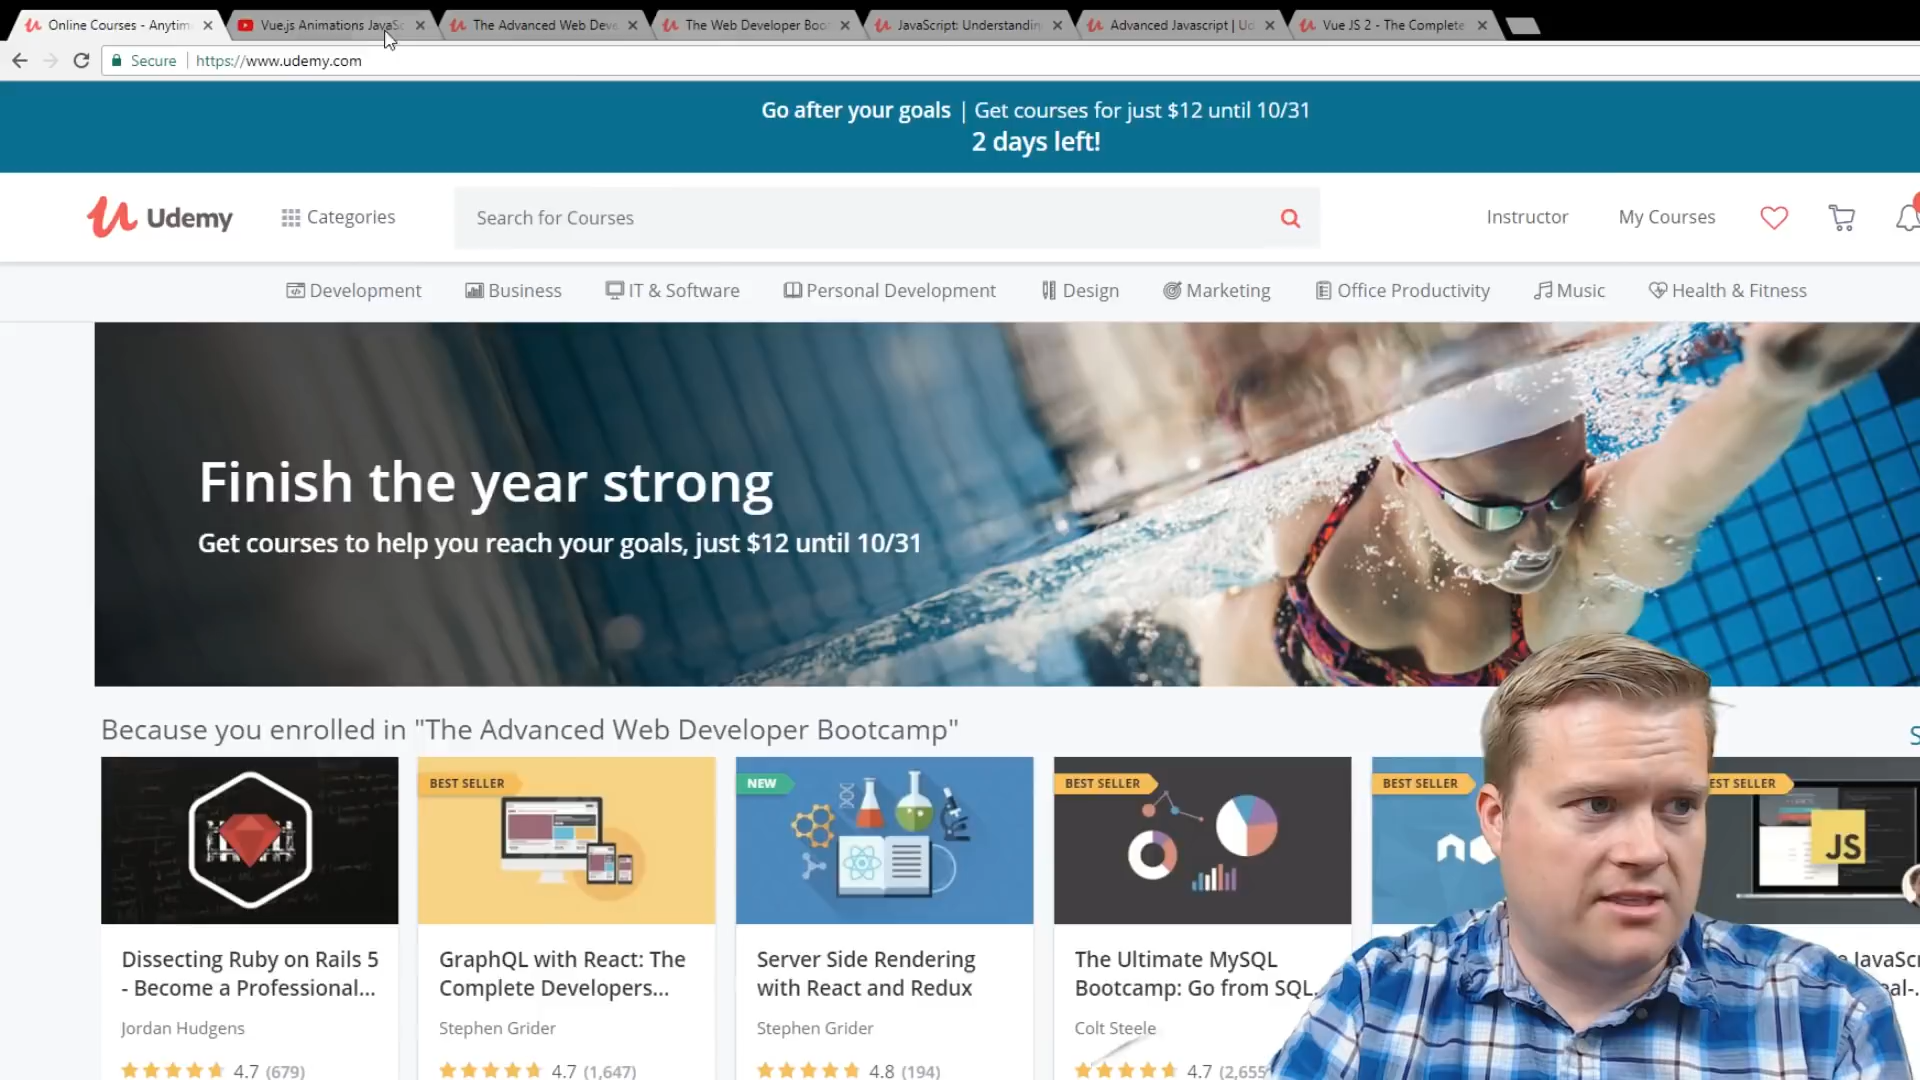 Online Courses - Anytim
Vue.js Animations JavaSc
The Advanced Web Deve
The Web Developer Boo
JavaScript: Understandin
Advanced Javascript | Ud
Vue JS 2 - The Complete
Secure
https://www.udemy.com
Go after your goals | Get courses for just $12 until 10/31
2 days left!
Udemy
Categories
Search for Courses
Instructor
My Courses
Development
Business
IT & Software
Personal Development
Design
Marketing
Office Productivity
Music
Health & Fitness
Finish the year strong
Get courses to help you reach your goals, just $12 until 10/31
Because you enrolled in "The Advanced Web Developer Bootcamp"
BEST SELLER
NEW
BEST SELLER
BEST SELLER
EST SELLER
JS
Dissecting Ruby on Rails 5
- Become a Professional...
Jordan Hudgens
4.7 (679)
GraphQL with React: The
Complete Developers...
Stephen Grider
4.7 (1,647)
Server Side Rendering
with React and Redux
Stephen Grider
4.8 (194)
The Ultimate MySQL
Bootcamp: Go from SQL
Colt Steele
4.7 (2,655
e JavaSc
eal-